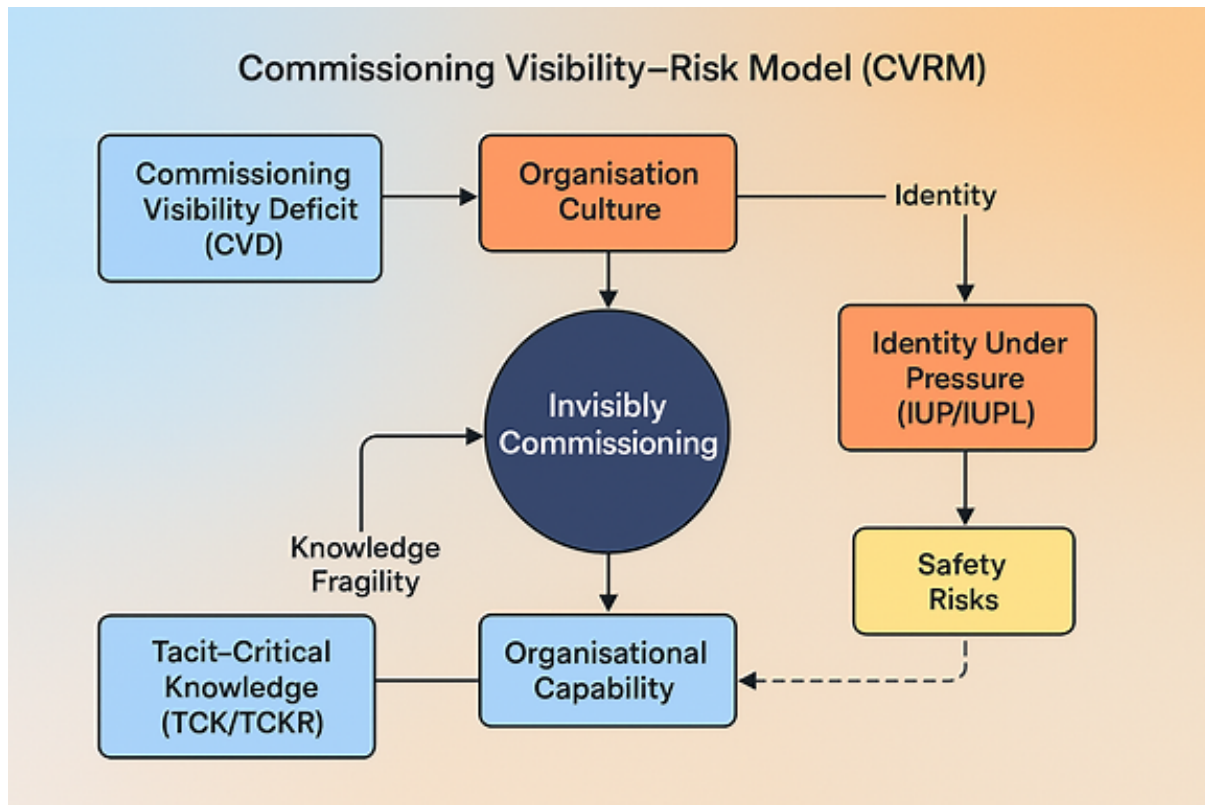 Commissioning Visibility–Risk Model (CVRM)
Commissioning
Visibility Deficit
(CVD)
Organisation
Culture
Identity
Identity Under
Pressure
(IUP/IUPL)
Invisibly
Commissioning
Knowledge
Fragility
Safety
Risks
Tacit–Critical
Knowledge
(TCK/TCKR)
Organisational
Capability